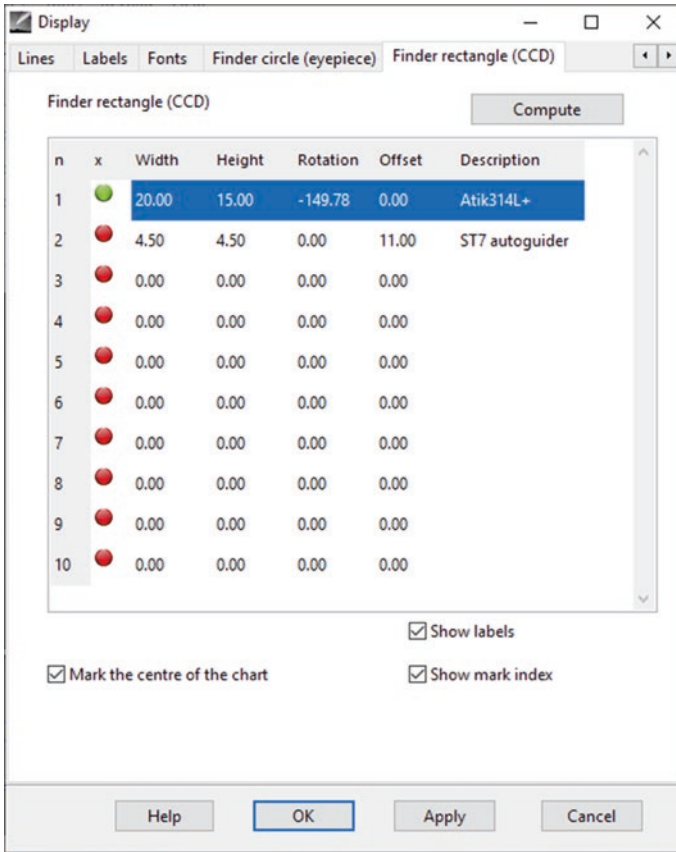 Display
Lines Labels Fonts Finder circle (eyepiece) Finder rectangle (CCD)
Finder rectangle (CCD)
Compute
n x Width Height Rotation Offset Description
1 20.00 15.00 -149.78 0.00 Atik314L+
2 4.50 4.50 0.00 11.00 ST7 autoguider
3 0.00 0.00 0.00 0.00
4 0.00 0.00 0.00 0.00
5 0.00 0.00 0.00 0.00
6 0.00 0.00 0.00 0.00
7 0.00 0.00 0.00 0.00
8 0.00 0.00 0.00 0.00
9 0.00 0.00 0.00 0.00
10 0.00 0.00 0.00 0.00
Show labels
Mark the centre of the chart Show mark index
Help OK Apply Cancel